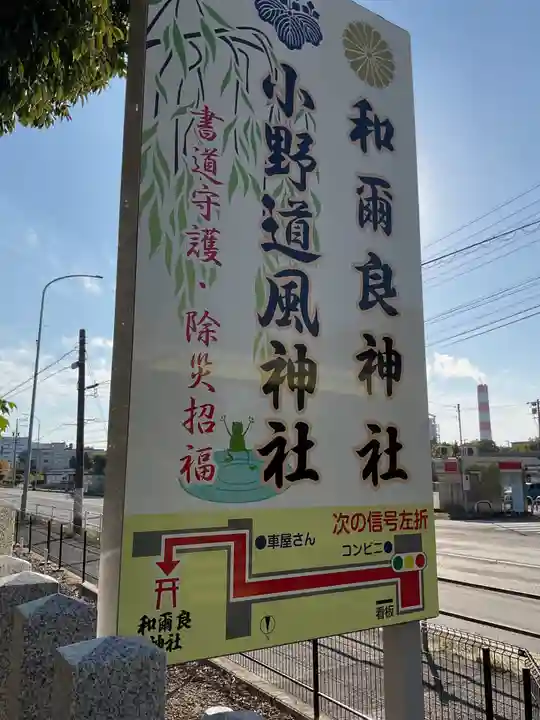 和爾良神社
小野道風神社
書道守護・除災招福
次の信号左折
車屋さん
コンビニ
看板
和爾良
神社